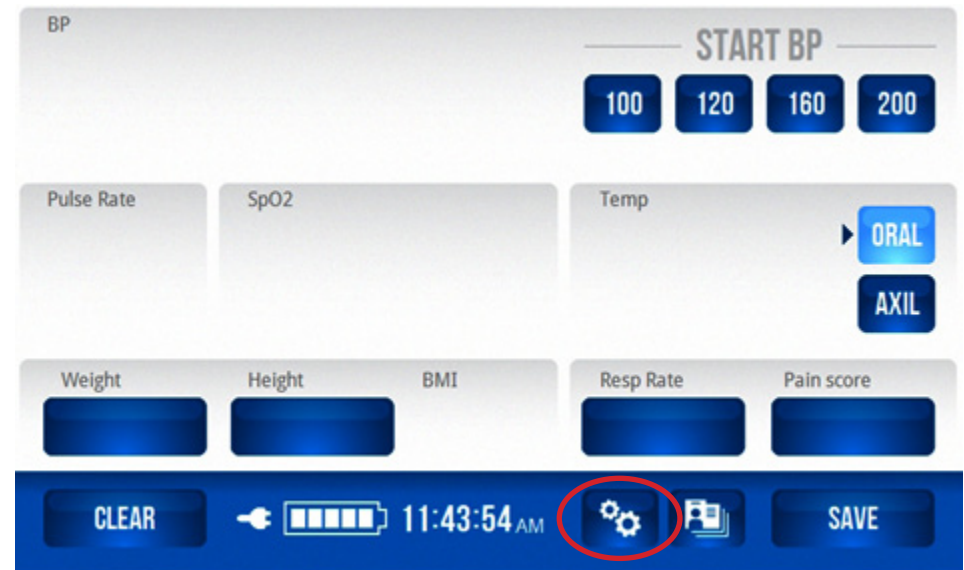 BP
START BP
100 120 160 200
Pulse Rate SpO2 Temp
ORAL
AXIL
Weight Height BMI Resp Rate Pain score
CLEAR 11:43:54 AM SAVE